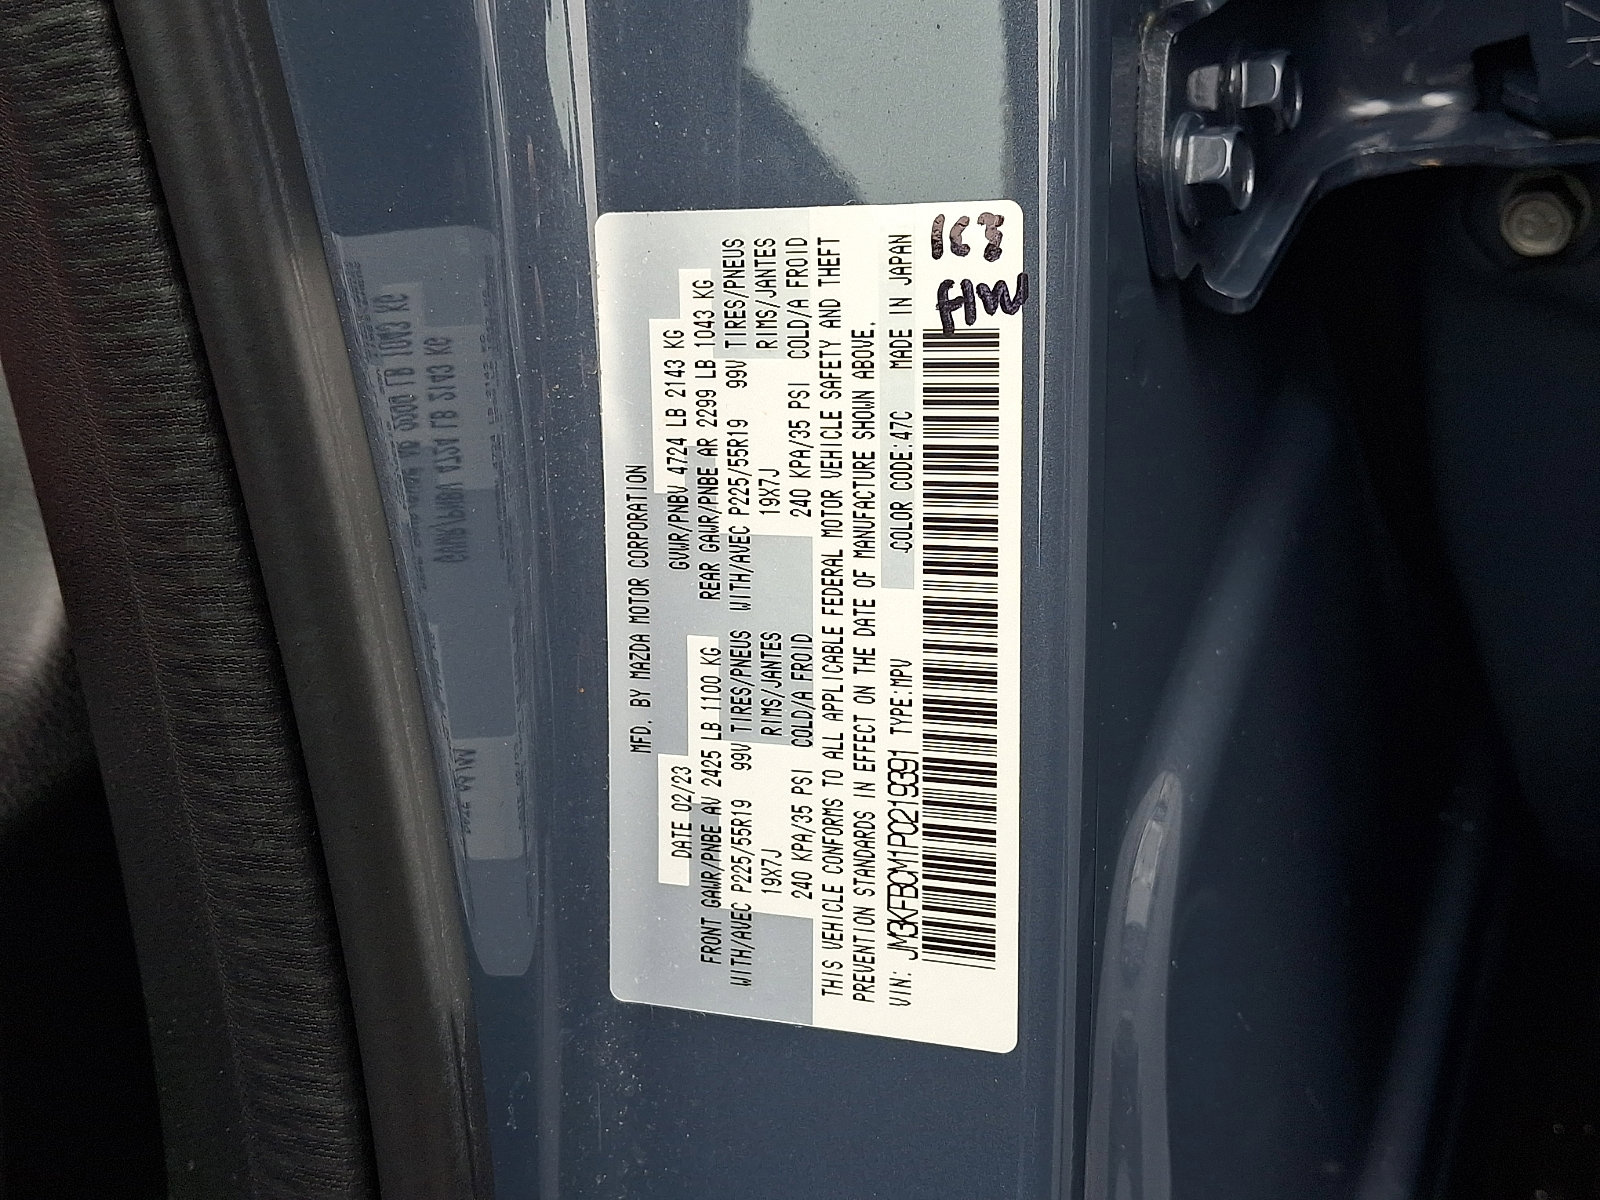 MFD. BY MAZDA MOTOR CORPORATION
DATE 02/23 GVWR/PNBV 4724 LB 2143 KG
FRONT GAWR/PNBE AV 2425 LB 1100 KG REAR GAWR/PNBE AR 2299 LB 1043 KG
WITH/AVEC P225/55R19 99V TIRES/PNEUS WITH/AVEC P225/55R19 99V TIRES/PNEUS
19X7J RIMS/JANTES 19X7J RIMS/JANTES
240 KPA/35 PSI COLD/A FROID 240 KPA/35 PSI COLD/A FROID
THIS VEHICLE CONFORMS TO ALL APPLICABLE FEDERAL MOTOR VEHICLE SAFETY AND THEFT
PREVENTION STANDARDS IN EFFECT ON THE DATE OF MANUFACTURE SHOWN ABOVE.
VIN: JM3KFBCM1P0219391 TYPE:MPV COLOR CODE:47C MADE IN JAPAN